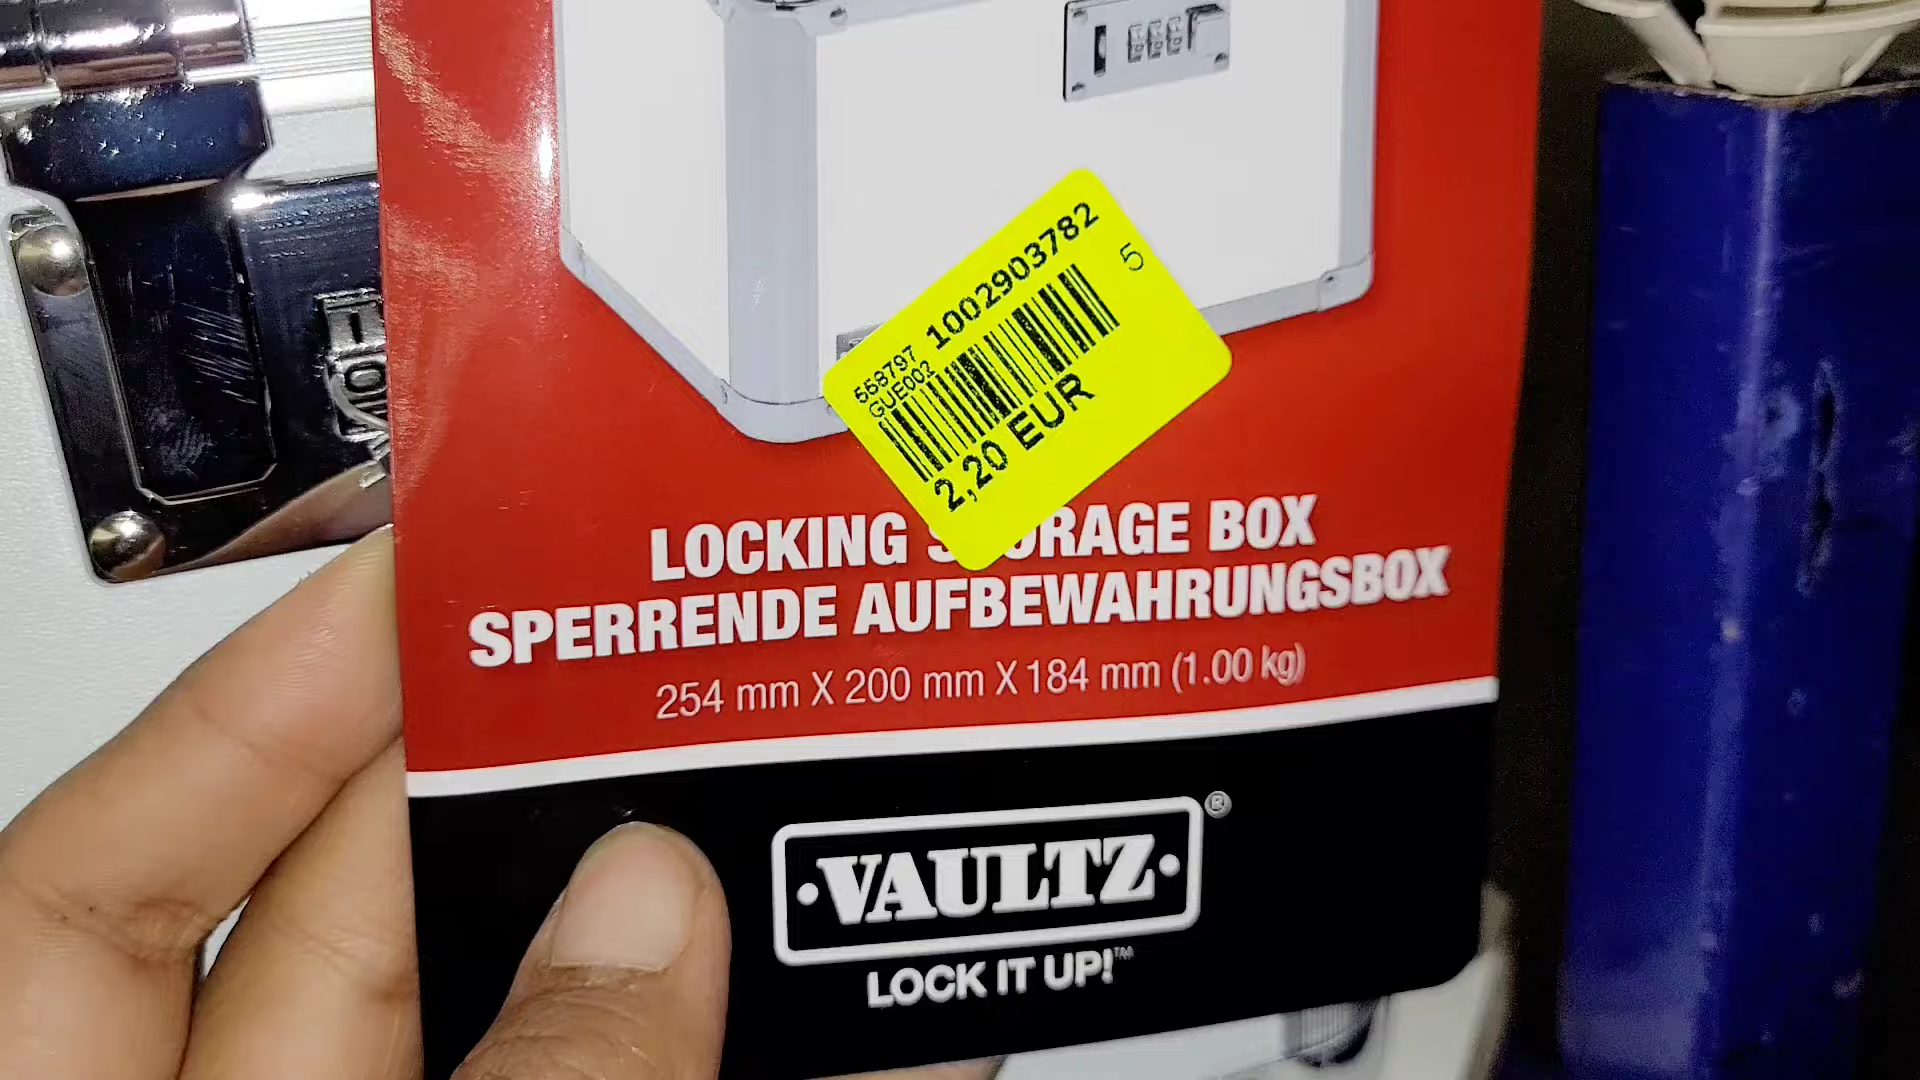 558797 1002903782
GUE002
5
2,20 EUR
LOCKING RAGE BOX
SPERRENDE AUFBEWAHRUNGSBOX
254 mm X 200 mm X 184 mm (1.00 kg)
·VAULTZ· ®
LOCK IT UP!™